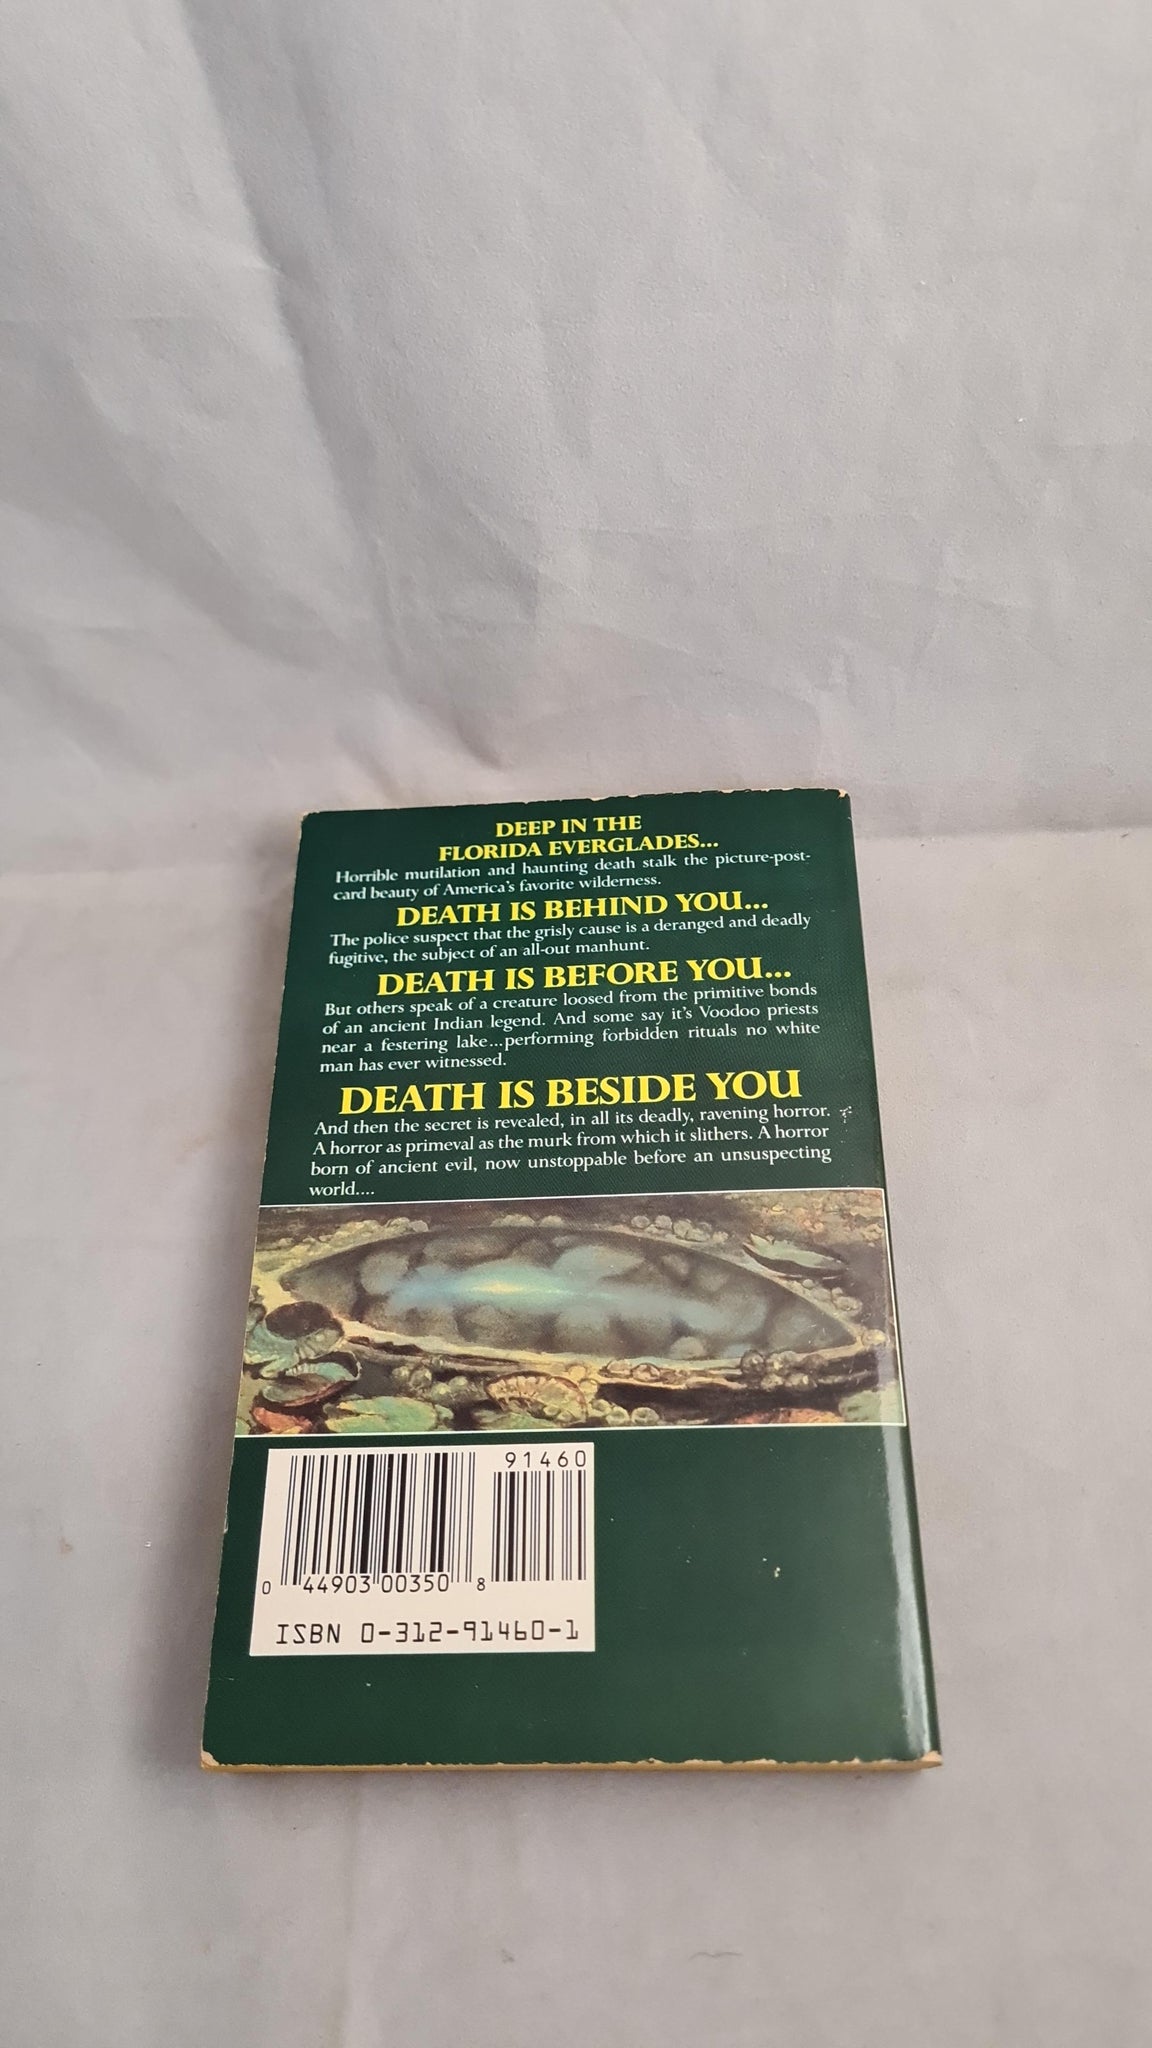 DEEP IN THE
FLORIDA EVERGLADES...
Horrible mutilation and haunting death stalk the picture-post-
card beauty of America's favorite wilderness.
DEATH IS BEHIND YOU...
The police suspect that the grisly cause is a deranged and deadly
fugitive, the subject of an all-out manhunt.
DEATH IS BEFORE YOU...
But others speak of a creature loosed from the primitive bonds
of an ancient Indian legend. And some say it's Voodoo priests
near a festering lake...performing forbidden rituals no white
man has ever witnessed.
DEATH IS BESIDE YOU
And then the secret is revealed, in all its deadly, ravening horror.
A horror as primeval as the murk from which it slithers. A horror
born of ancient evil, now unstoppable before an unsuspecting
world....
91460
0 44903 00350 8
ISBN 0-312-91460-1